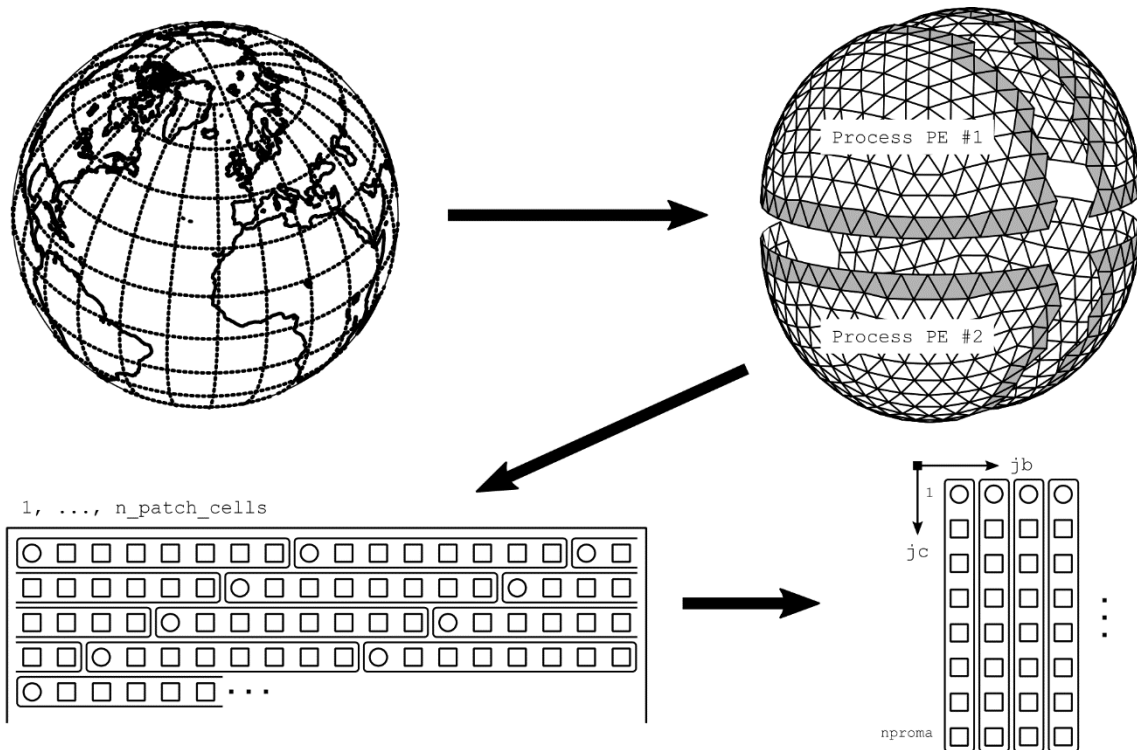 Process PE #1
Process PE #2
1, ..., n_patch_cells
jb
1
jc
nproma